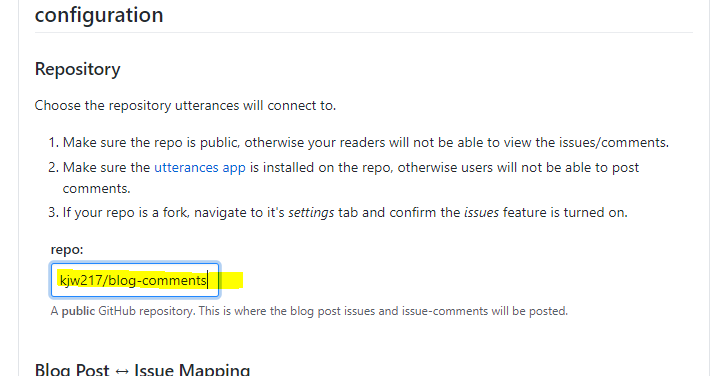 configuration
Repository
Choose the repository utterances will connect to.
1. Make sure the repo is public, otherwise your readers will not be able to view the issues/comments.
2. Make sure the utterances app is installed on the repo, otherwise users will not be able to post
comments.
3. If your repo is a fork, navigate to it's settings tab and confirm the issues feature is turned on.
repo:
kjw217/blog-comments
A public GitHub repository. This is where the blog post issues and issue-comments will be posted.
Blog Post ↔ Issue Mapping